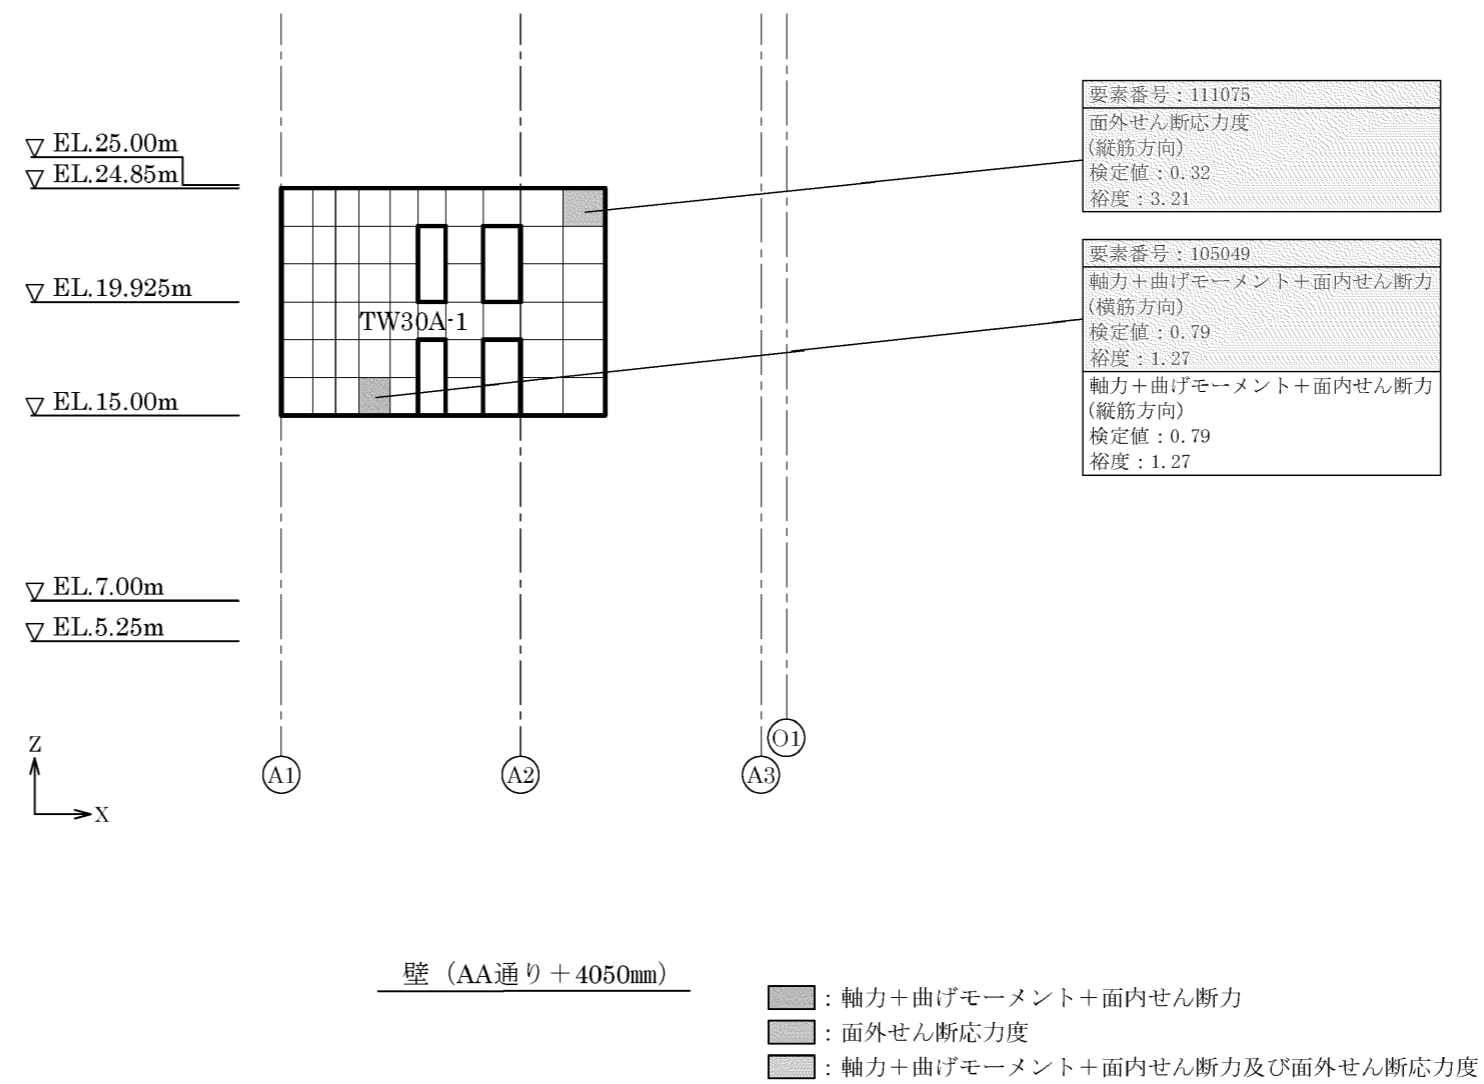 EL.25.00m
EL.24.85m
EL.19.925m
EL.15.00m
EL.7.00m
EL.5.25m
TW30A-1
要素番号：111075
面外せん断応力度
(縦筋方向)
検定値：0.32
裕度：3.21
要素番号：105049
軸力＋曲げモーメント＋面内せん断力
(横筋方向)
検定値：0.79
裕度：1.27
軸力＋曲げモーメント＋面内せん断力
(縦筋方向)
検定値：0.79
裕度：1.27
Z
X
A1
A2
A3
O1
壁（AA通り＋4050㎜）
：軸力＋曲げモーメント＋面内せん断力
：面外せん断応力度
：軸力＋曲げモーメント＋面内せん断力及び面外せん断応力度